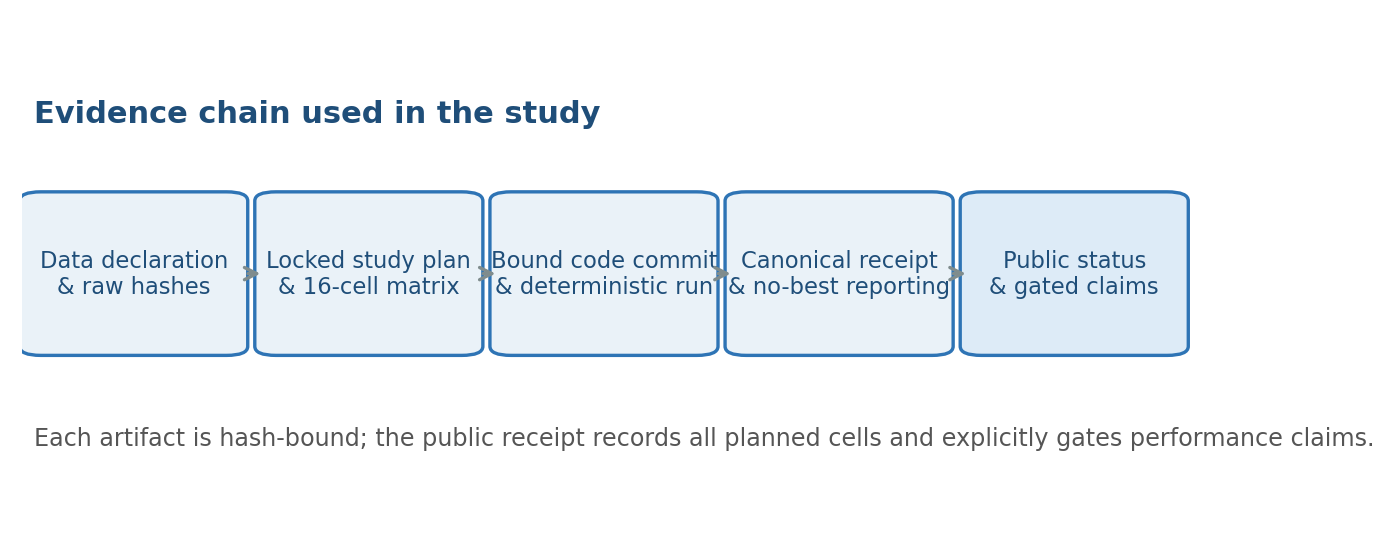 Evidence chain used in the study
Data declaration
& raw hashes
Locked study plan
& 16-cell matrix
Bound code commit
& deterministic run
Canonical receipt
& no-best reporting
Public status
& gated claims
Each artifact is hash-bound; the public receipt records all planned cells and explicitly gates performance claims.